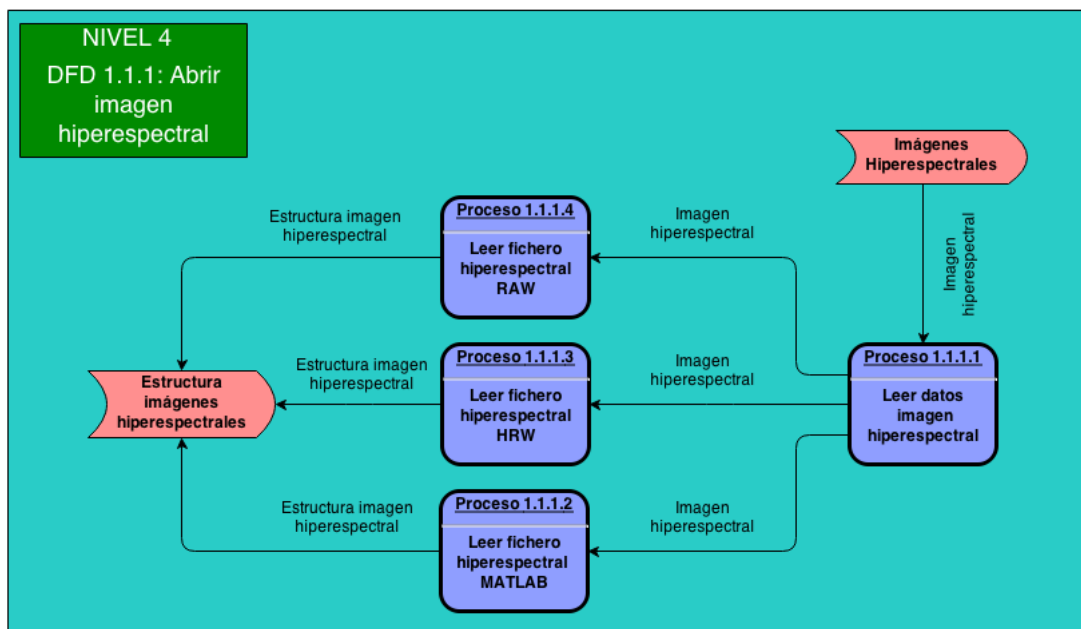 NIVEL 4
DFD 1.1.1: Abrir
imagen
hiperespectral
Imágenes
Hiperespectrales
Imagen
hiperespectral
Proceso 1.1.1.4
Leer fichero
hiperespectral
RAW
Estructura imagen
hiperespectral
Imagen
hiperespectral
Proceso 1.1.1.1
Leer datos
imagen
hiperespectral
Proceso 1.1.1.3
Leer fichero
hiperespectral
HRW
Estructura imagen
hiperespectral
Imagen
hiperespectral
Estructura
imágenes
hiperespectrales
Proceso 1.1.1.2
Leer fichero
hiperespectral
MATLAB
Estructura imagen
hiperespectral
Imagen
hiperespectral